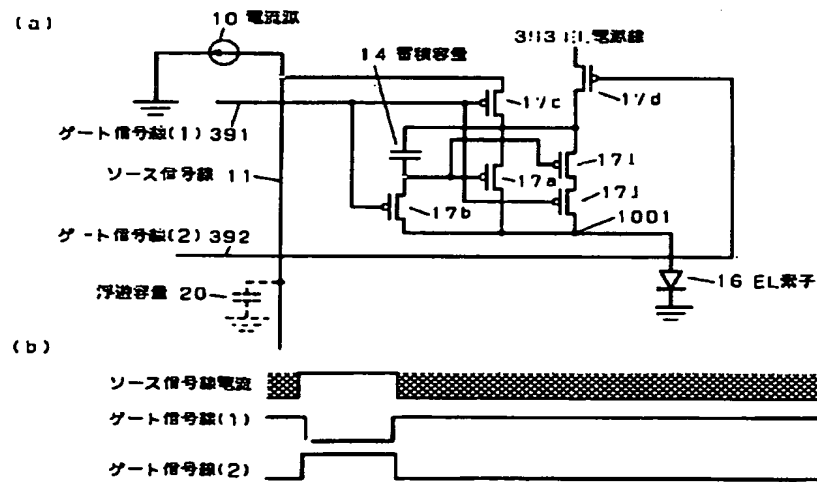 (a)
10 電流源
14 蓄積容量
393 EL電源線
17c
17d
ゲート信号線(1) 391
ソース信号線 11
17i
17a
17j
17b
1001
ゲート信号線(2) 392
16 EL素子
浮遊容量 20
(b)
ソース信号線電流
ゲート信号線(1)
ゲート信号線(2)